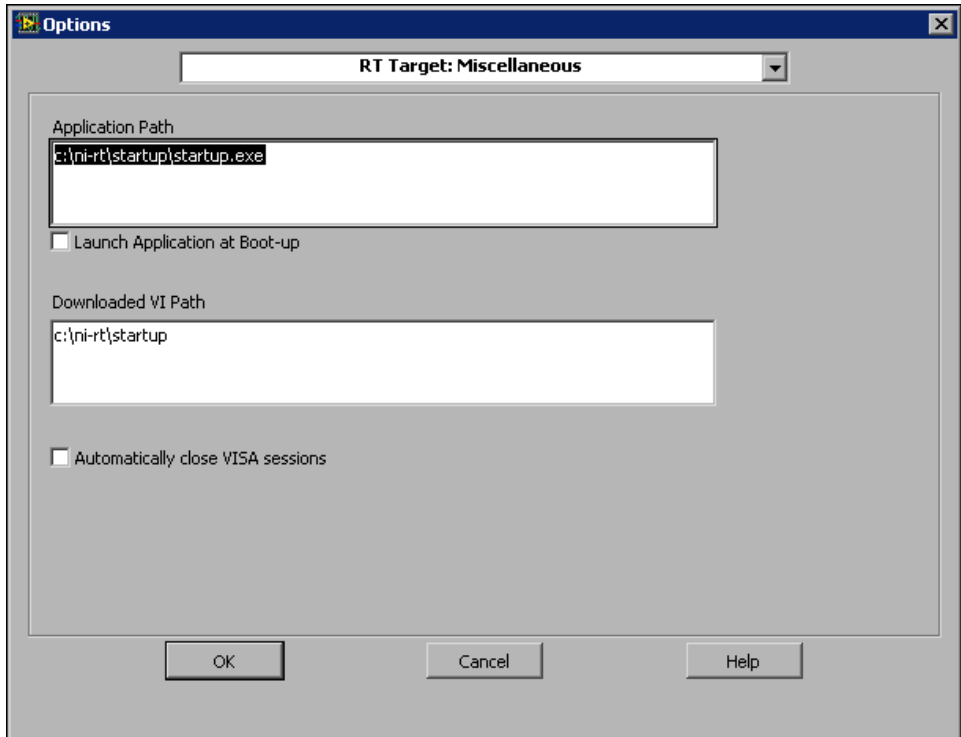 Options
RT Target: Miscellaneous
Application Path
c:\ni-rt\startup\startup.exe
Launch Application at Boot-up
Downloaded VI Path
c:\ni-rt\startup
Automatically close VISA sessions
OK
Cancel
Help